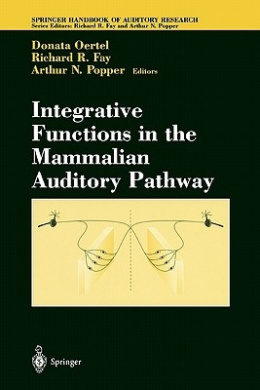 SPRINGER HANDBOOK OF AUDITORY RESEARCH
Series Editors: Richard R. Fay and Arthur N. Popper
Donata Oertel
Richard R. Fay
Arthur N. Popper Editors
Integrative
Functions in the
Mammalian
Auditory Pathway
Springer